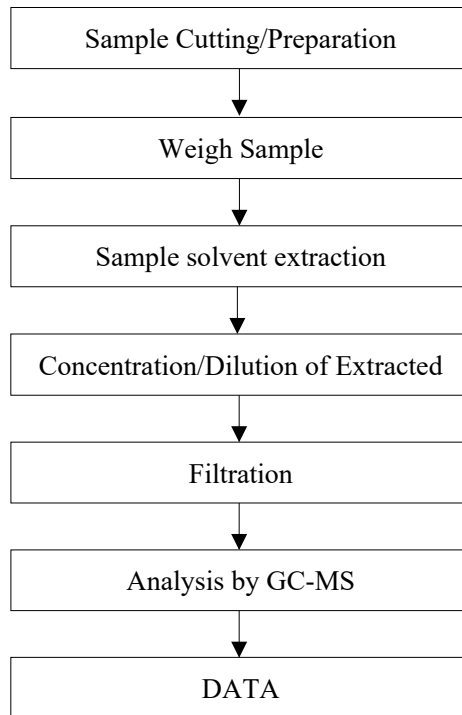 Sample Cutting/Preparation
Weigh Sample
Sample solvent extraction
Concentration/Dilution of Extracted
Filtration
Analysis by GC-MS
DATA